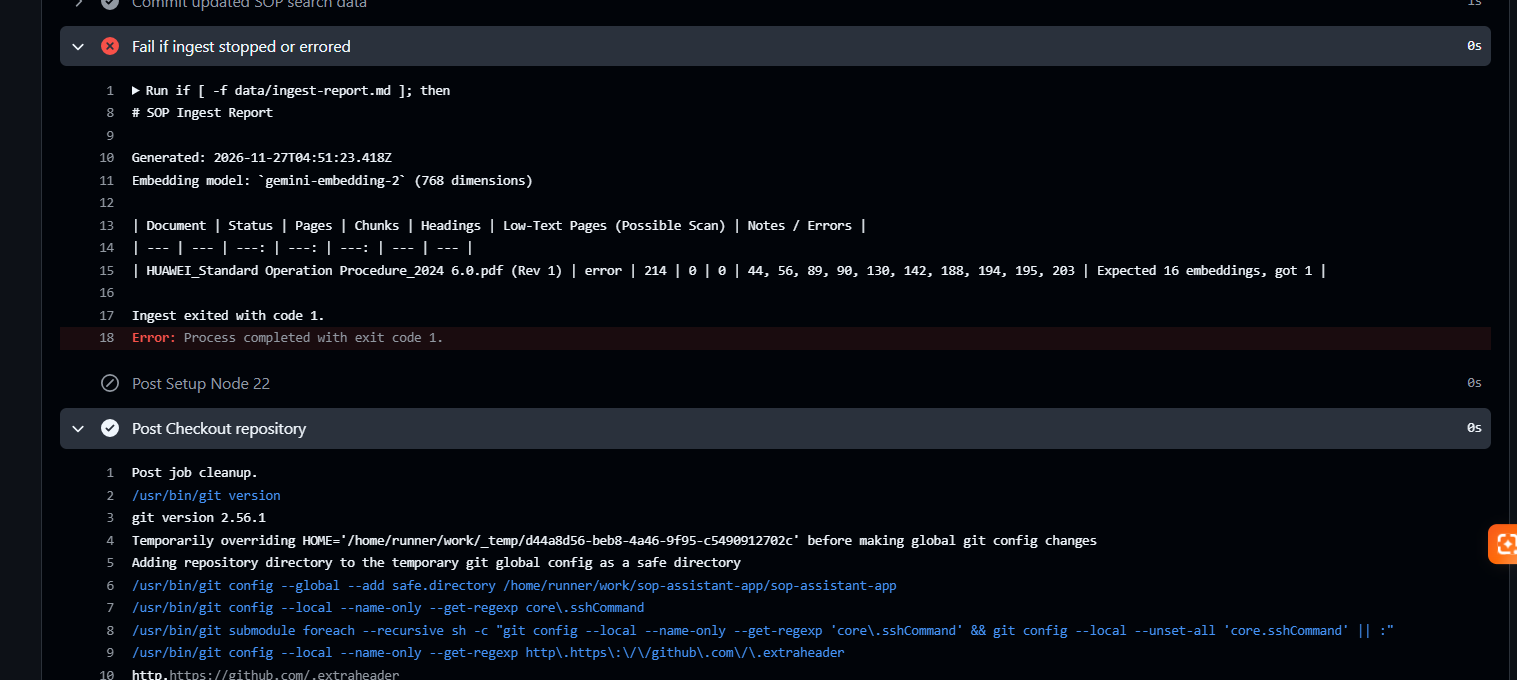 Commit updated SOP search data 1s
Fail if ingest stopped or errored 0s
1 Run if [ -f data/ingest-report.md ]; then
8 # SOP Ingest Report
9
10 Generated: 2026-11-27T04:51:23.418Z
11 Embedding model: `gemini-embedding-2` (768 dimensions)
12
13 | Document | Status | Pages | Chunks | Headings | Low-Text Pages (Possible Scan) | Notes / Errors |
14 | --- | --- | ---: | ---: | ---: | --- | --- |
15 | HUAWEI_Standard Operation Procedure_2024 6.0.pdf (Rev 1) | error | 214 | 0 | 0 | 44, 56, 89, 90, 130, 142, 188, 194, 195, 203 | Expected 16 embeddings, got 1 |
16
17 Ingest exited with code 1.
18 Error: Process completed with exit code 1.
Post Setup Node 22 0s
Post Checkout repository 0s
1 Post job cleanup.
2 /usr/bin/git version
3 git version 2.56.1
4 Temporarily overriding HOME='/home/runner/work/_temp/d44a8d56-beb8-4a46-9f95-c5490912702c' before making global git config changes
5 Adding repository directory to the temporary git global config as a safe directory
6 /usr/bin/git config --global --add safe.directory /home/runner/work/sop-assistant-app/sop-assistant-app
7 /usr/bin/git config --local --name-only --get-regexp core\.sshCommand
8 /usr/bin/git submodule foreach --recursive sh -c "git config --local --name-only --get-regexp 'core\.sshCommand' && git config --local --unset-all 'core.sshCommand' || :"
9 /usr/bin/git config --local --name-only --get-regexp http\.https\:\/\/github\.com\/\.extraheader
10 http.https://github.com/.extraheader